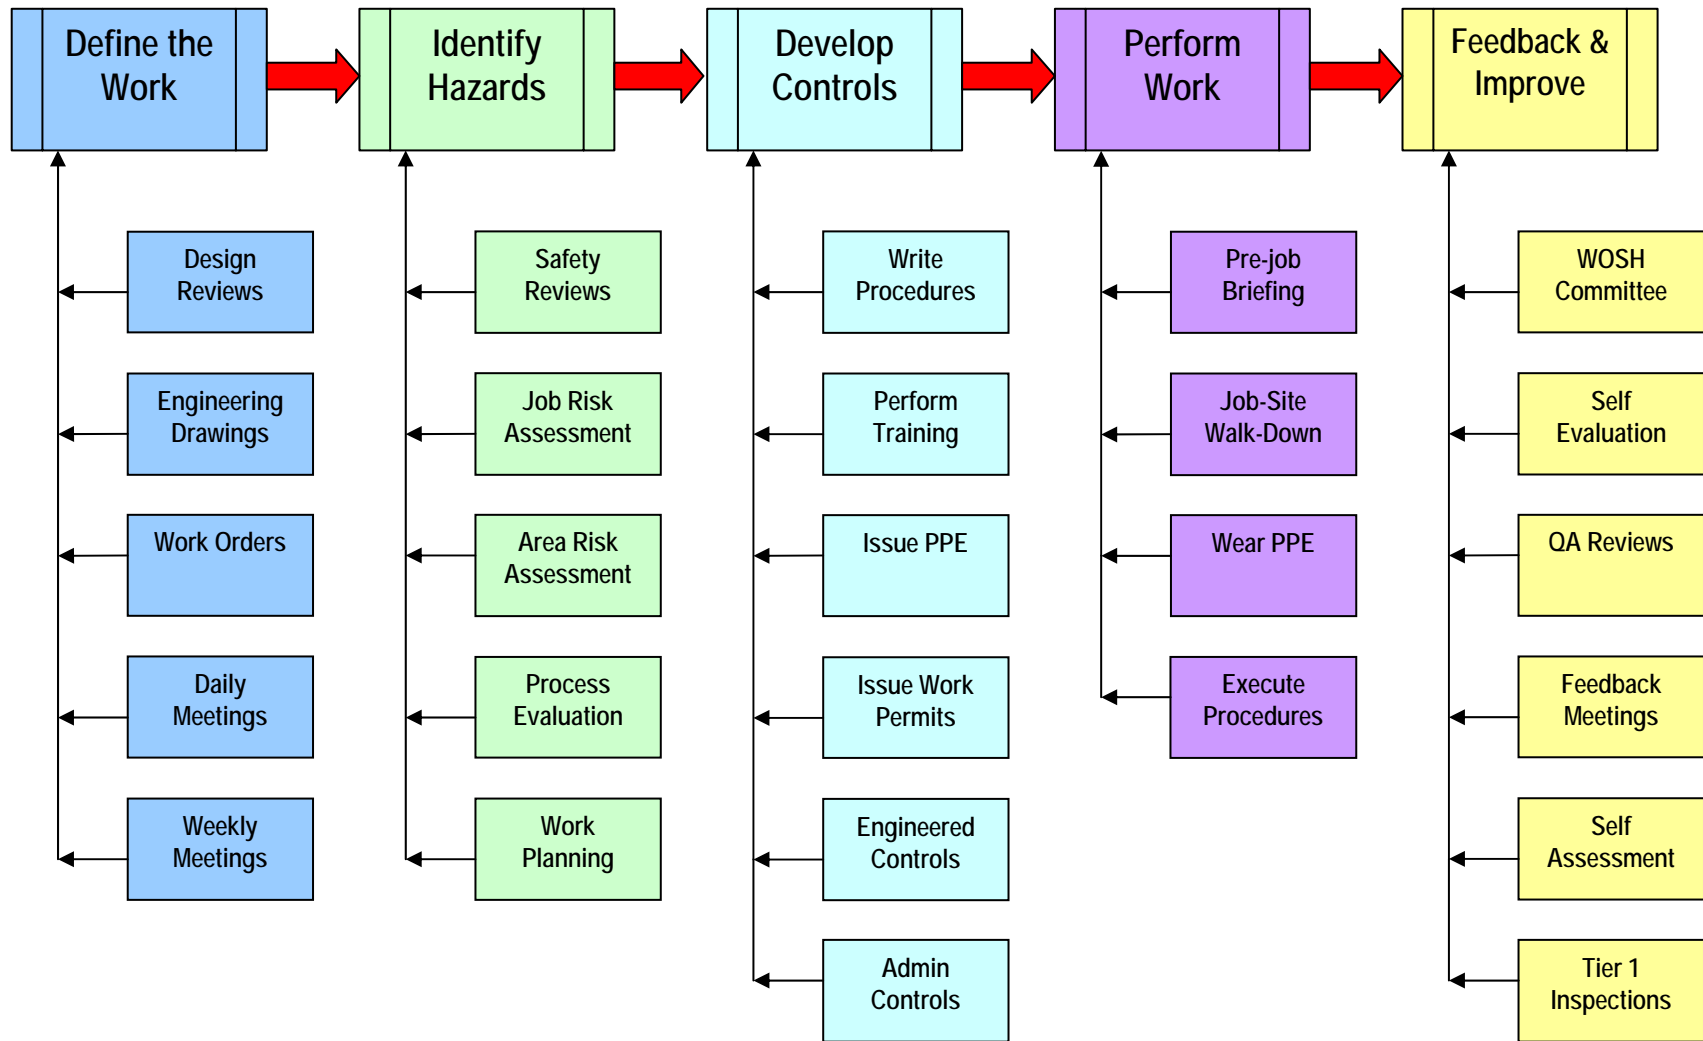 Define the
Work
Identify
Hazards
Develop
Controls
Perform
Work
Feedback &
Improve
Design
Reviews
Engineering
Drawings
Work Orders
Daily
Meetings
Weekly
Meetings
Safety
Reviews
Job Risk
Assessment
Area Risk
Assessment
Process
Evaluation
Work
Planning
Write
Procedures
Perform
Training
Issue PPE
Issue Work
Permits
Engineered
Controls
Admin
Controls
Pre-job
Briefing
Job-Site
Walk-Down
Wear PPE
Execute
Procedures
WOSH
Committee
Self
Evaluation
QA Reviews
Feedback
Meetings
Self
Assessment
Tier 1
Inspections